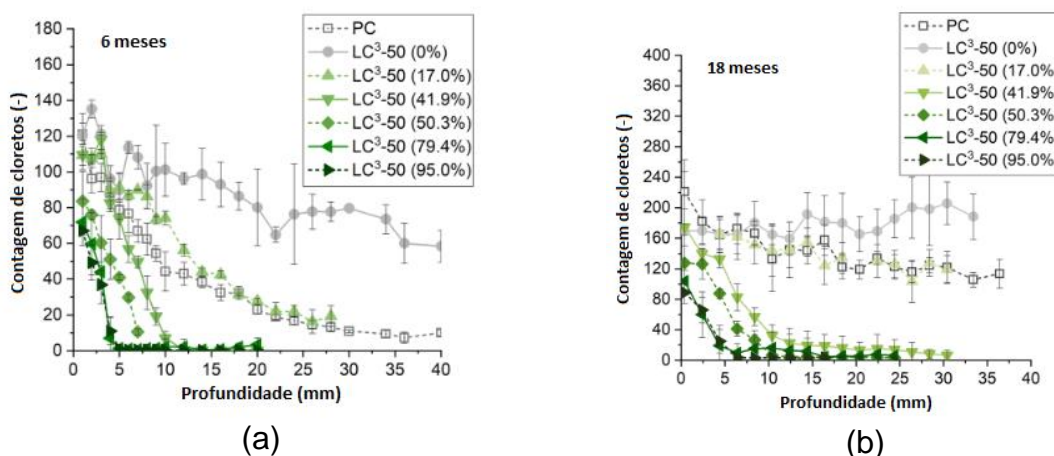 180
160
140
120
100
80
60
40
20
0
Contagem de cloretos (-)
6 meses
PC
LC³-50 (0%)
LC³-50 (17.0%)
LC³-50 (41.9%)
LC³-50 (50.3%)
LC³-50 (79.4%)
LC³-50 (95.0%)
0 5 10 15 20 25 30 35 40
Profundidade (mm)
(a)
400
360
320
280
240
200
160
120
80
40
0
Contagem de cloretos (-)
18 meses
PC
LC³-50 (0%)
LC³-50 (17.0%)
LC³-50 (41.9%)
LC³-50 (50.3%)
LC³-50 (79.4%)
LC³-50 (95.0%)
0 5 10 15 20 25 30 35 40
Profundidade (mm)
(b)